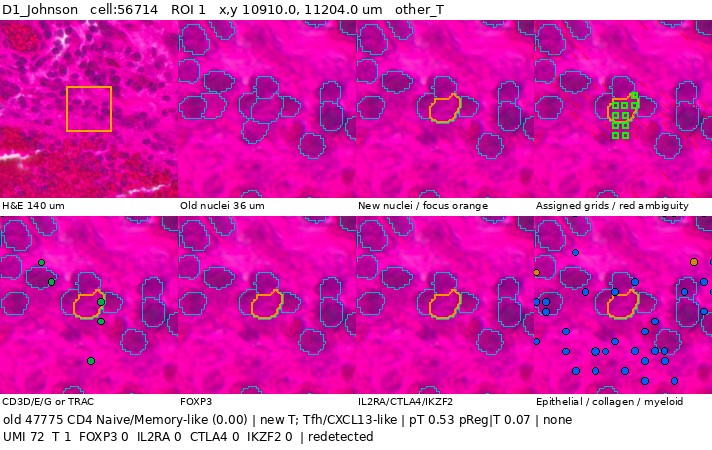 D1_Johnson   cell:56714   ROI 1   x,y 10910.0, 11204.0 um   other_T
H&E 140 um
Old nuclei 36 um
New nuclei / focus orange
Assigned grids / red ambiguity
CD3D/E/G or TRAC
FOXP3
IL2RA/CTLA4/IKZF2
Epithelial / collagen / myeloid
old 47775 CD4 Naive/Memory-like (0.00) | new T; Tfh/CXCL13-like | pT 0.53 pReg|T 0.07 | none
UMI 72  T 1  FOXP3 0  IL2RA 0  CTLA4 0  IKZF2 0  | redetected